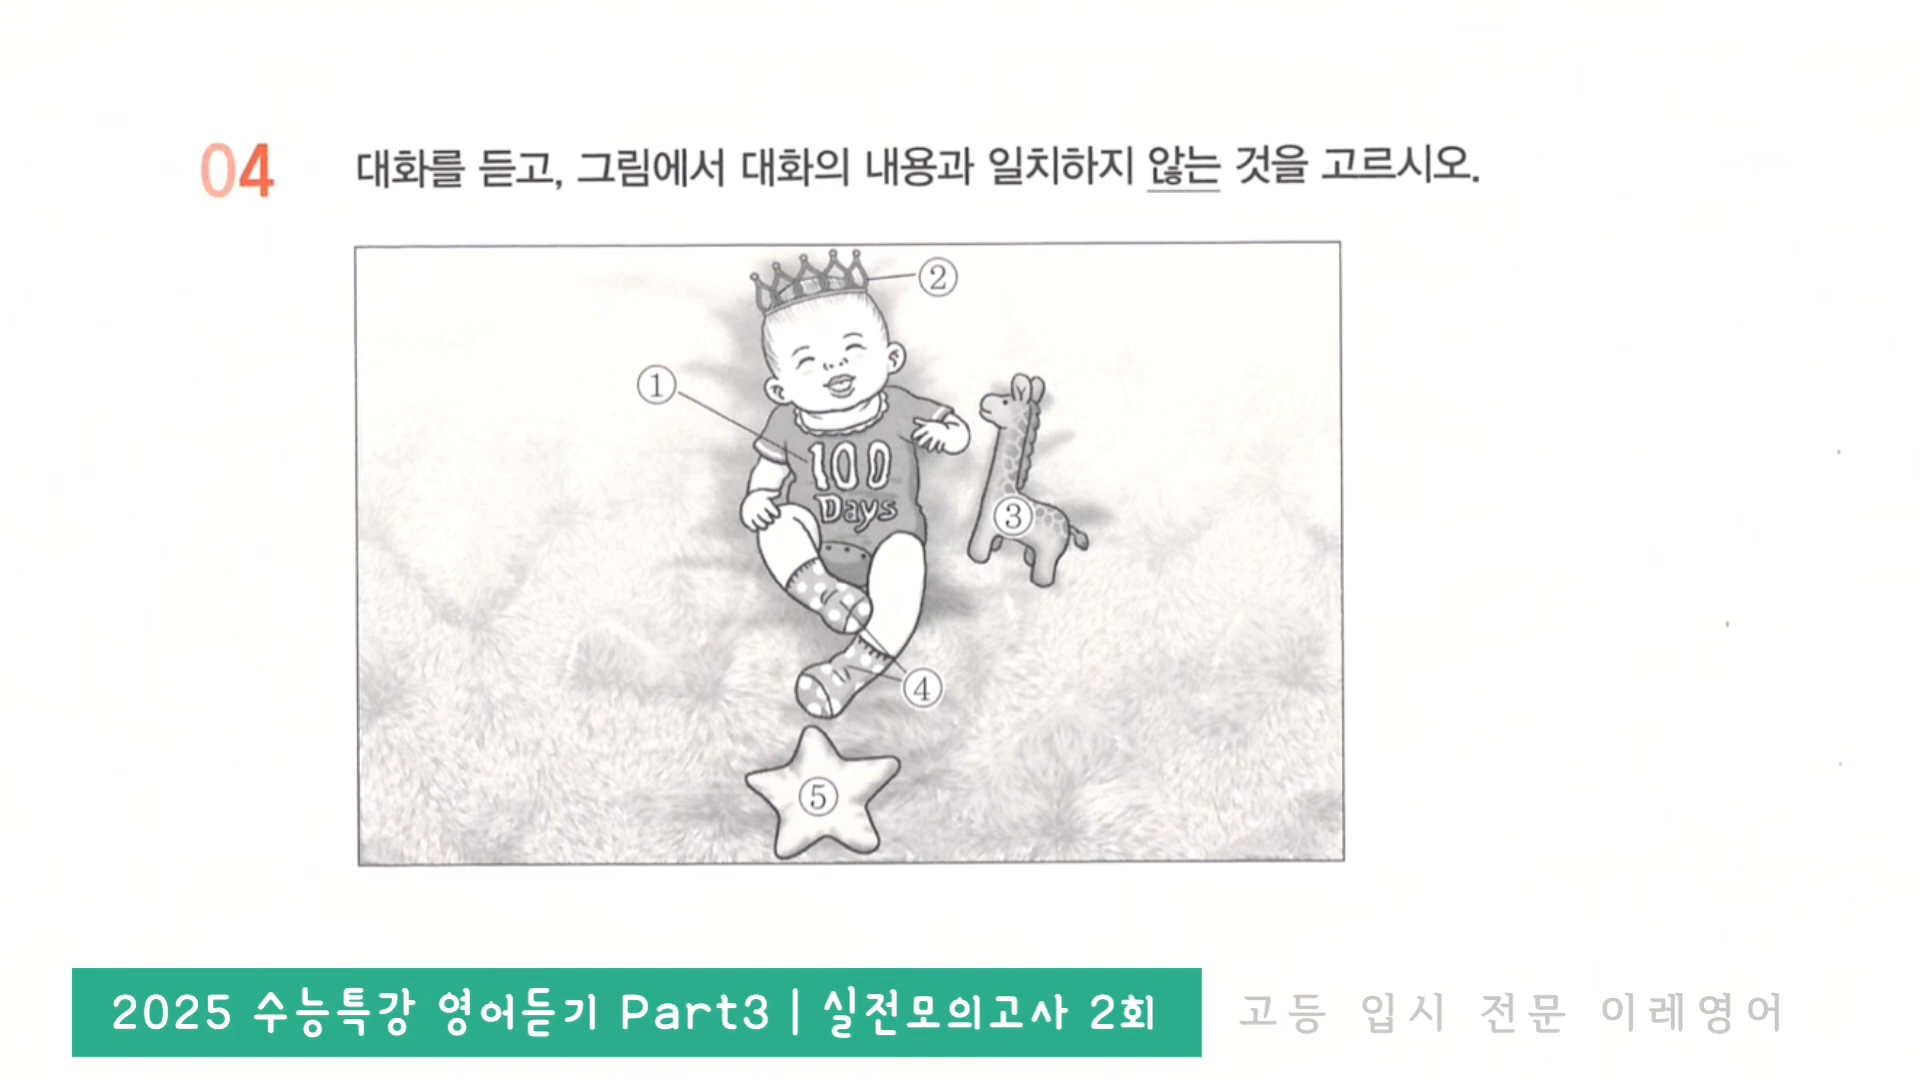 04 대화를 듣고, 그림에서 대화의 내용과 일치하지 않는 것을 고르시오.
②
①
100
Days
③
④
⑤
2025 수능특강 영어듣기 Part3 | 실전모의고사 2회
고등 입시 전문 이레영어